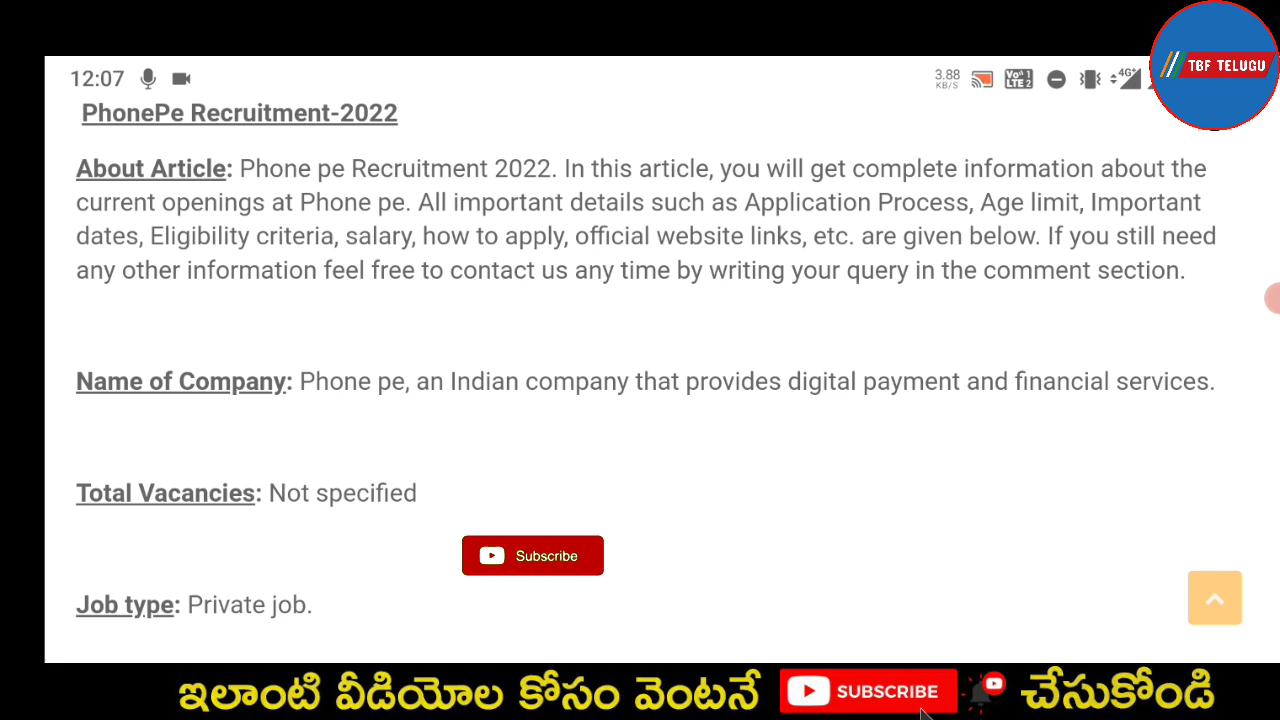 TBF TELUGU
12:07
3.88
KB/S
Vo)) 1
LTE 2
4G+
PhonePe Recruitment-2022
About Article: Phone pe Recruitment 2022. In this article, you will get complete information about the
current openings at Phone pe. All important details such as Application Process, Age limit, Important
dates, Eligibility criteria, salary, how to apply, official website links, etc. are given below. If you still need
any other information feel free to contact us any time by writing your query in the comment section.
Name of Company: Phone pe, an Indian company that provides digital payment and financial services.
Total Vacancies: Not specified
Subscribe
Job type: Private job.
ఇలాంటి వీడియోల కోసం వెంటనే SUBSCRIBE చేసుకోండి